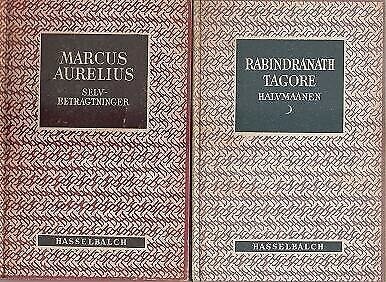 MARCUS
AURELIUS
SELV-
BETRAGTNINGER
HASSELBALCH
RABINDRANATH
TAGORE
HALVMAANEN
HASSELBALCH